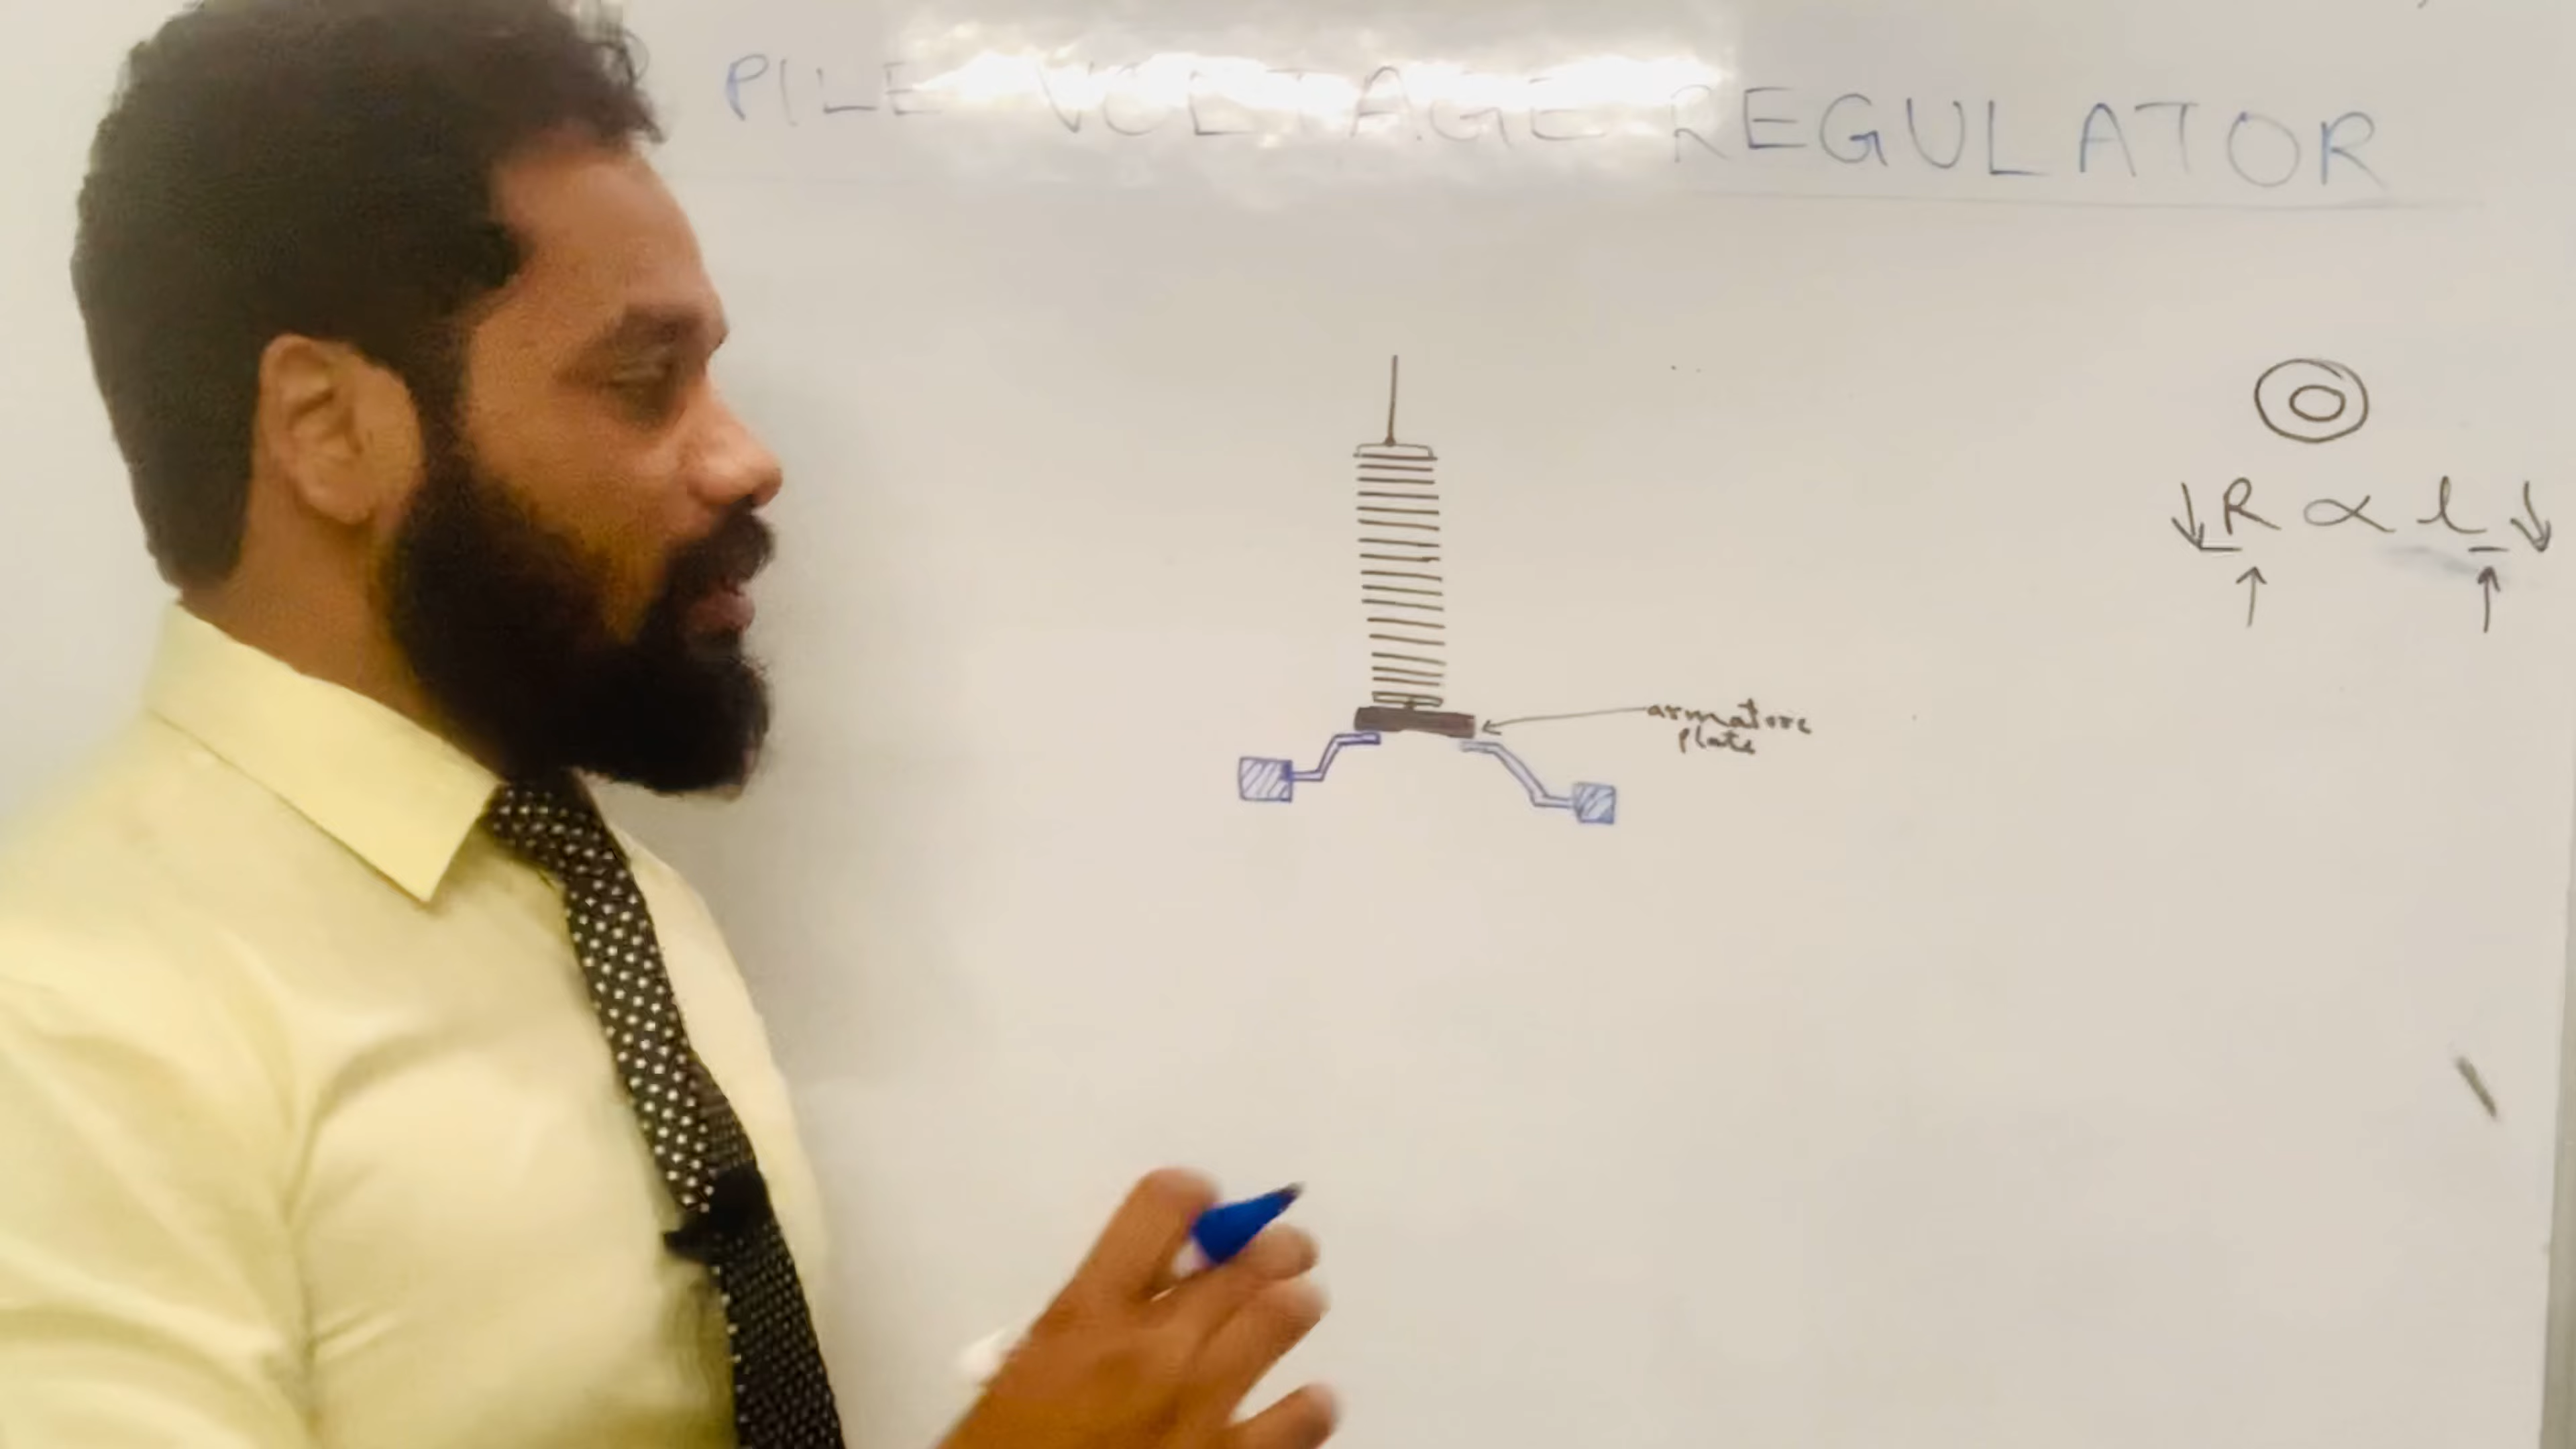 PILE VOLTAGE REGULATOR
↓R ∝ l↓
↑ ↑
armature
plate